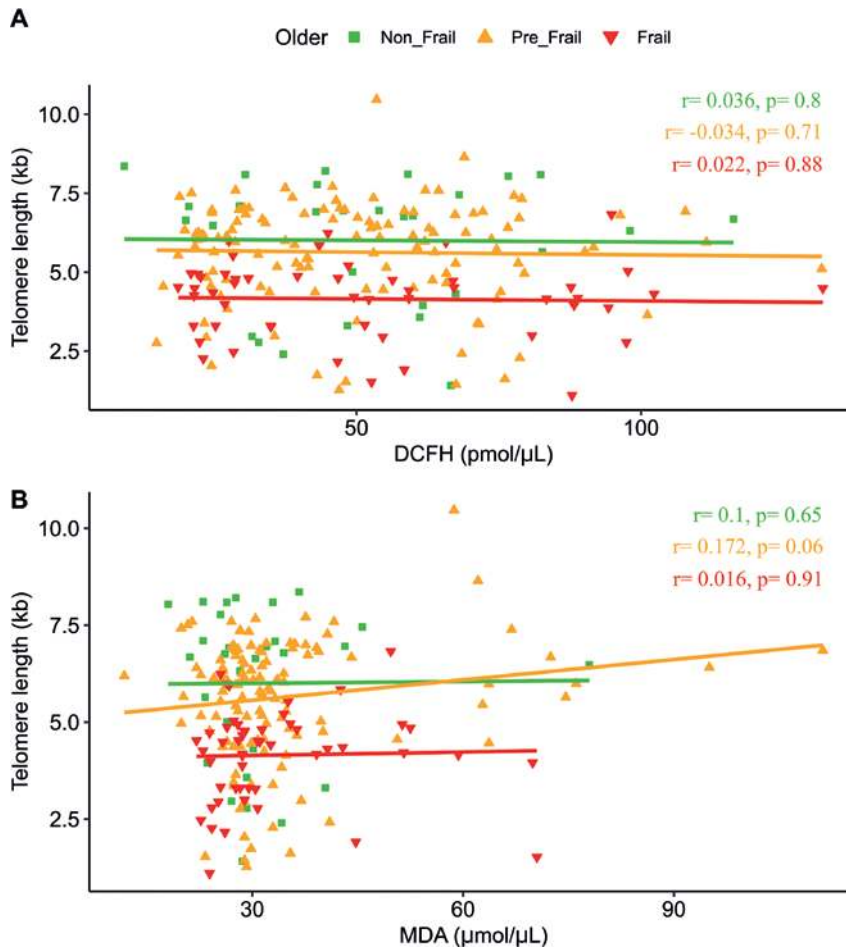 A
Older Non_Frail Pre_Frail Frail
r= 0.036, p= 0.8
r= -0.034, p= 0.71
r= 0.022, p= 0.88
Telomere length (kb)
10.0
7.5
5.0
2.5
50 100
DCFH (pmol/µL)
B
r= 0.1, p= 0.65
r= 0.172, p= 0.06
r= 0.016, p= 0.91
Telomere length (kb)
10.0
7.5
5.0
2.5
30 60 90
MDA (µmol/µL)